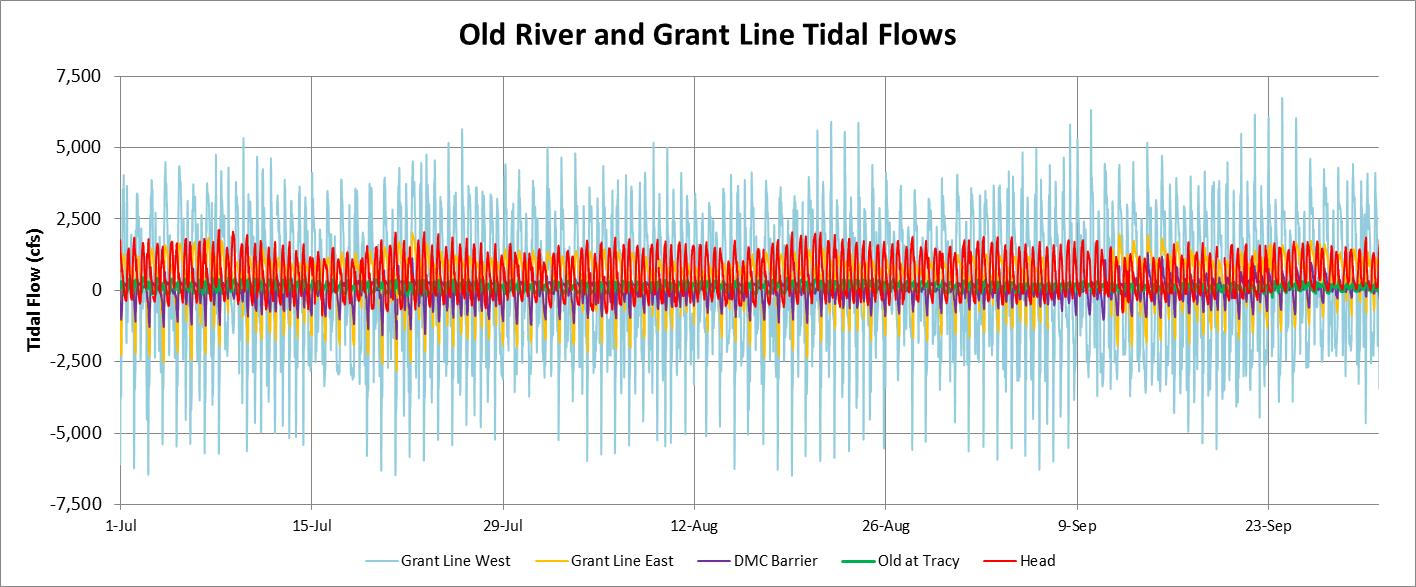 Old River and Grant Line Tidal Flows
Tidal Flow (cfs)
7,500
5,000
2,500
0
-2,500
-5,000
-7,500
1-Jul 15-Jul 29-Jul 12-Aug 26-Aug 9-Sep 23-Sep
Grant Line West Grant Line East DMC Barrier Old at Tracy Head